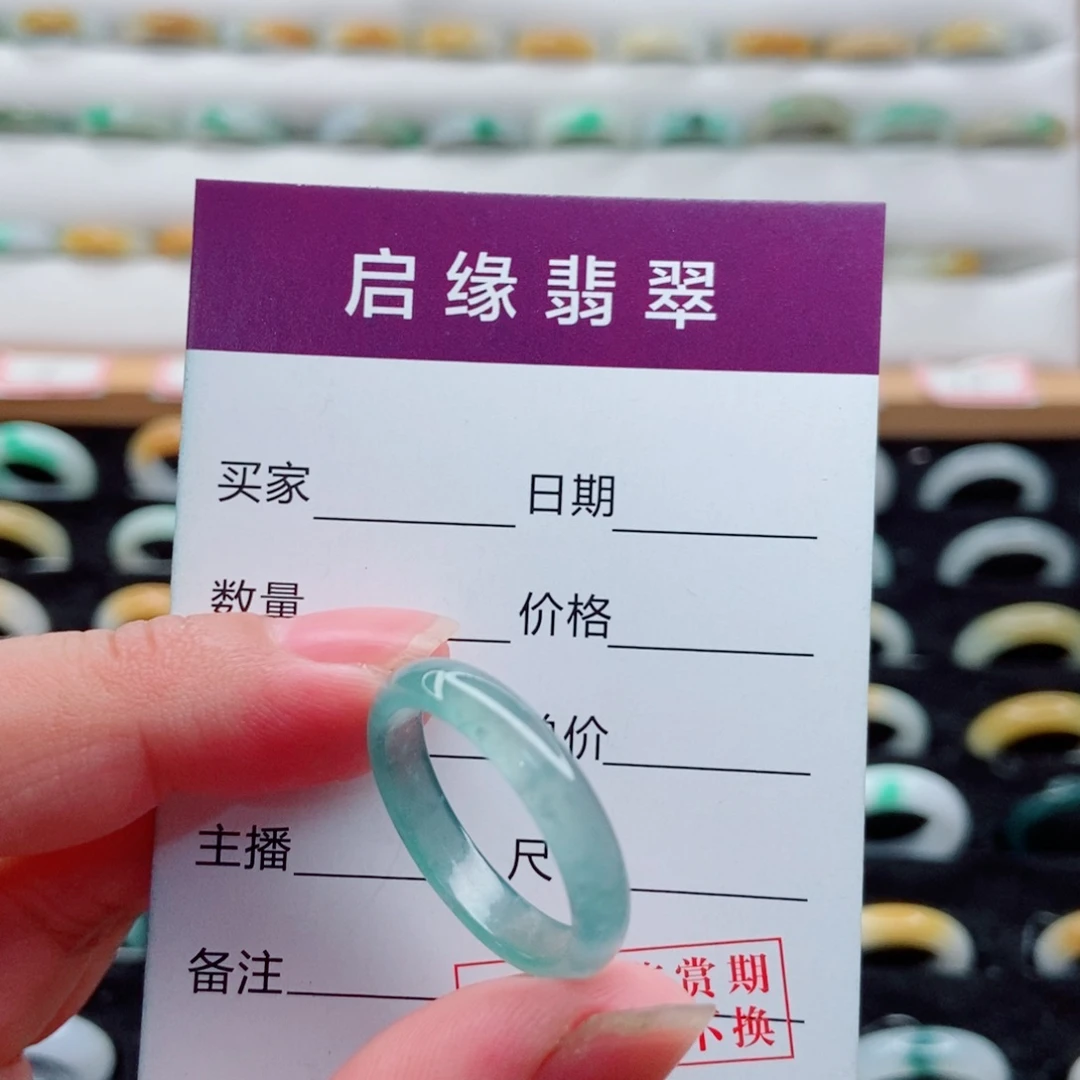 启缘翡翠
买家 日期
数量 价格
价
主播 尺
备注
赏期
不换